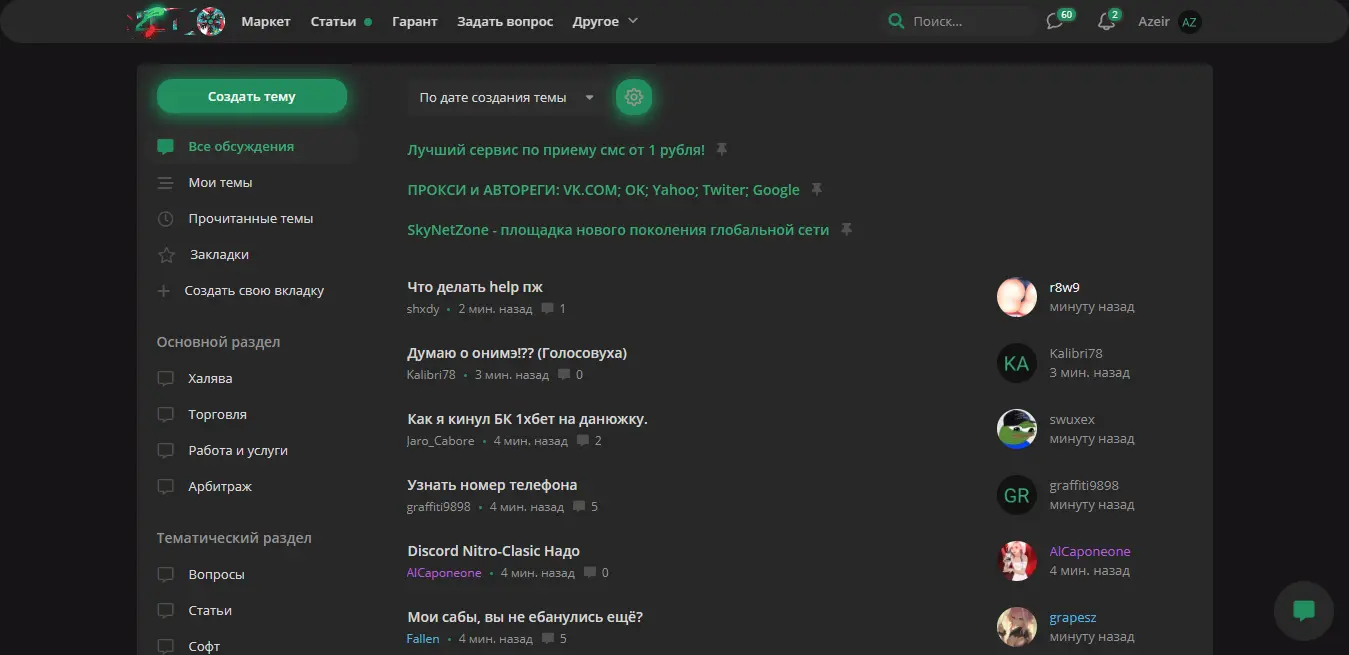 Маркет Статьи Гарант Задать вопрос Другое Поиск... 60 2 Azeir AZ
Создать тему
Все обсуждения
Мои темы
Прочитанные темы
Закладки
Создать свою вкладку
Основной раздел
Халява
Торговля
Работа и услуги
Арбитраж
Тематический раздел
Вопросы
Статьи
Софт
По дате создания темы
Лучший сервис по приему смс от 1 рубля!
ПРОКСИ и АВТОРЕГИ: VK.COM; OK; Yahoo; Twiter; Google
SkyNetZone - площадка нового поколения глобальной сети
Что делать help пж
shxdy • 2 мин. назад 1
r8w9
минуту назад
Думаю о онимэ!?? (Голосовуха)
Kalibri78 • 3 мин. назад 0
KA
Kalibri78
3 мин. назад
Как я кинул БК 1хбет на данюжку.
Jaro_Cabore • 4 мин. назад 2
swuxex
минуту назад
Узнать номер телефона
graffiti9898 • 4 мин. назад 5
GR
graffiti9898
минуту назад
Discord Nitro-Clasic Надо
AlCaponeone • 4 мин. назад 0
AlCaponeone
4 мин. назад
Мои сабы, вы не ебанулись ещё?
Fallen • 4 мин. назад 5
grapesz
минуту назад